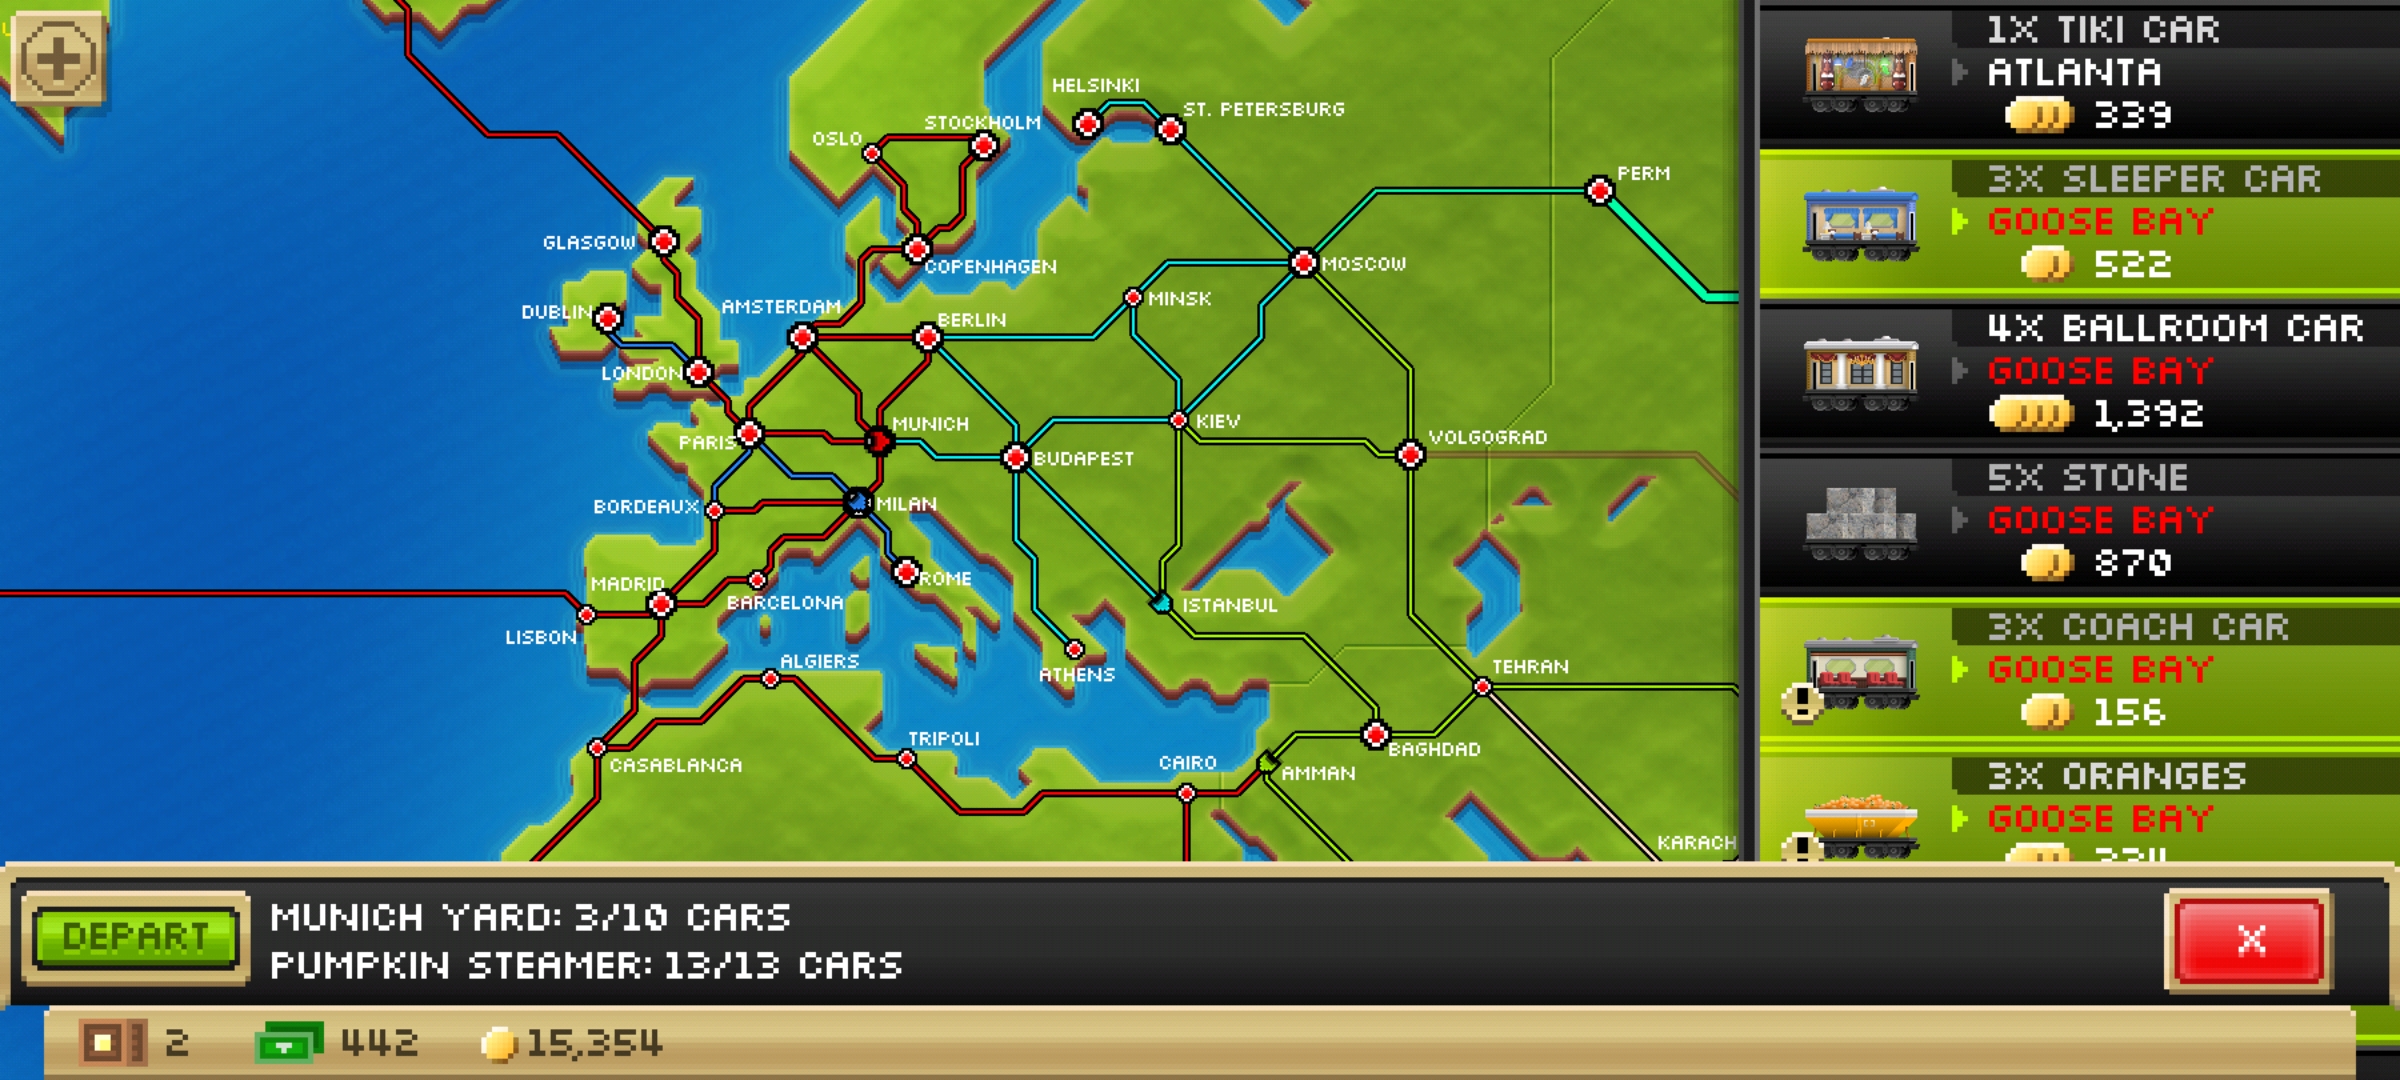 HELSINKI
ST. PETERSBURG
STOCKHOLM
OSLO
PERM
GLASGOW
COPENHAGEN
MOSCOW
DUBLIN
AMSTERDAM
MINSK
BERLIN
LONDON
MUNICH
KIEV
PARIS
BUDAPEST
VOLGOGRAD
BORDEAUX
MILAN
MADRID
ROME
BARCELONA
ISTANBUL
LISBON
ALGIERS
ATHENS
TEHRAN
TRIPOLI
CASABLANCA
CAIRO
BAGHDAD
AMMAN
KARACH
1X TIKI CAR
ATLANTA
339
3X SLEEPER CAR
GOOSE BAY
522
4X BALLROOM CAR
GOOSE BAY
1,392
5X STONE
GOOSE BAY
870
3X COACH CAR
GOOSE BAY
156
3X ORANGES
GOOSE BAY
DEPART
MUNICH YARD: 3/10 CARS
PUMPKIN STEAMER: 13/13 CARS
X
2
442
15,354